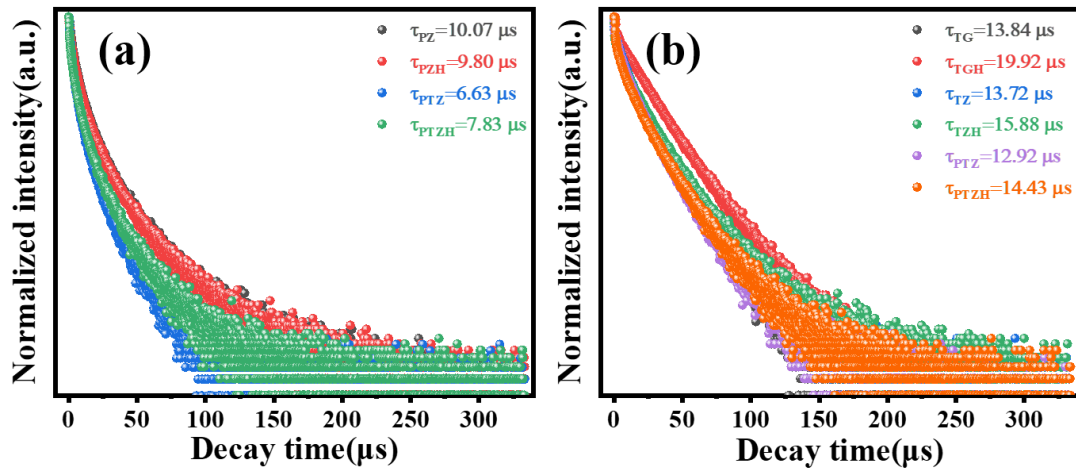 (a)
τPZ=10.07 μs
τPZH=9.80 μs
τPTZ=6.63 μs
τPTZH=7.83 μs
Normalized intensity(a.u.)
0 50 100 150 200 250 300
Decay time(μs)
(b)
τTG=13.84 μs
τTGH=19.92 μs
τTZ=13.72 μs
τTZH=15.88 μs
τPTZ=12.92 μs
τPTZH=14.43 μs
Normalized intensity(a.u.)
0 50 100 150 200 250 300
Decay time(μs)